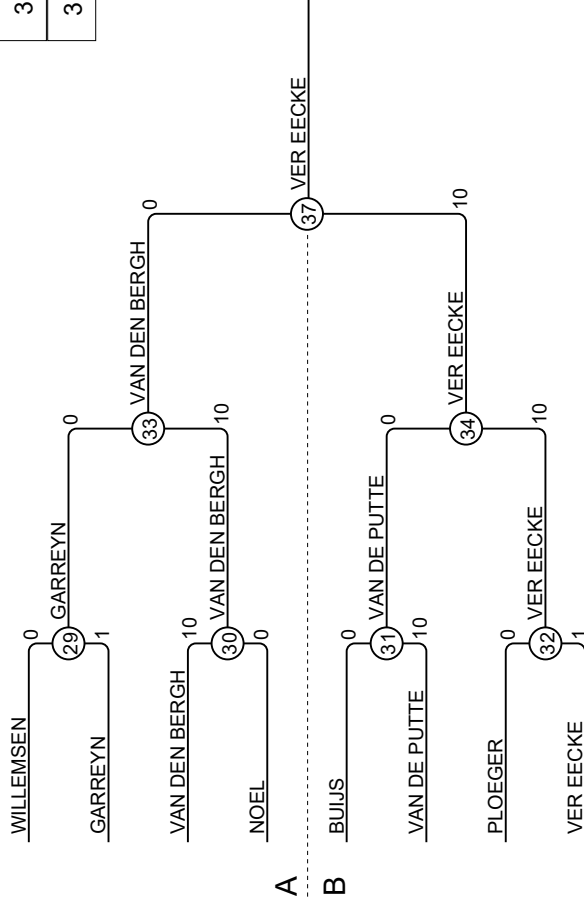 3
3
WILLEMSEN
0
29
GARREYN
1
GARREYN
0
33
VAN DEN BERGH
10
VAN DEN BERGH
10
30
NOEL
0
VAN DEN BERGH
0
37
VER EECKE
10
A
B
BUIJS
0
31
VAN DE PUTTE
10
VAN DE PUTTE
0
34
VER EECKE
10
PLOEGER
0
32
VER EECKE
1
VER EECKE